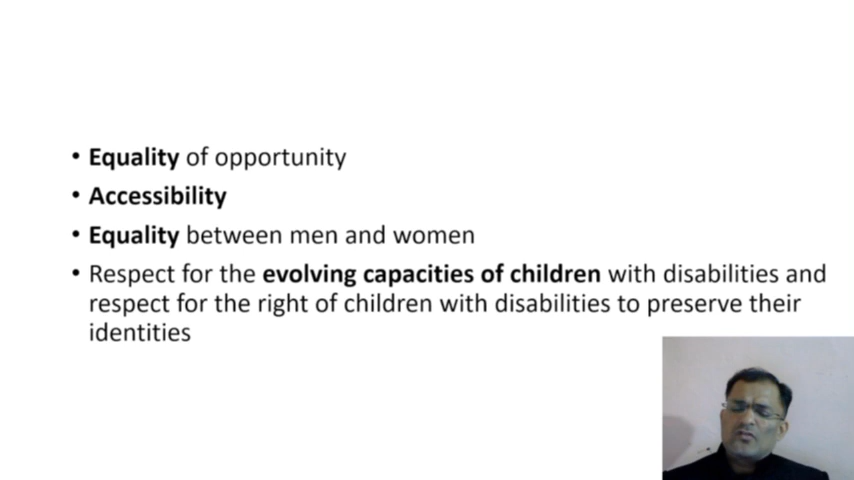 • Equality of opportunity
• Accessibility
• Equality between men and women
• Respect for the evolving capacities of children with disabilities and
respect for the right of children with disabilities to preserve their
identities